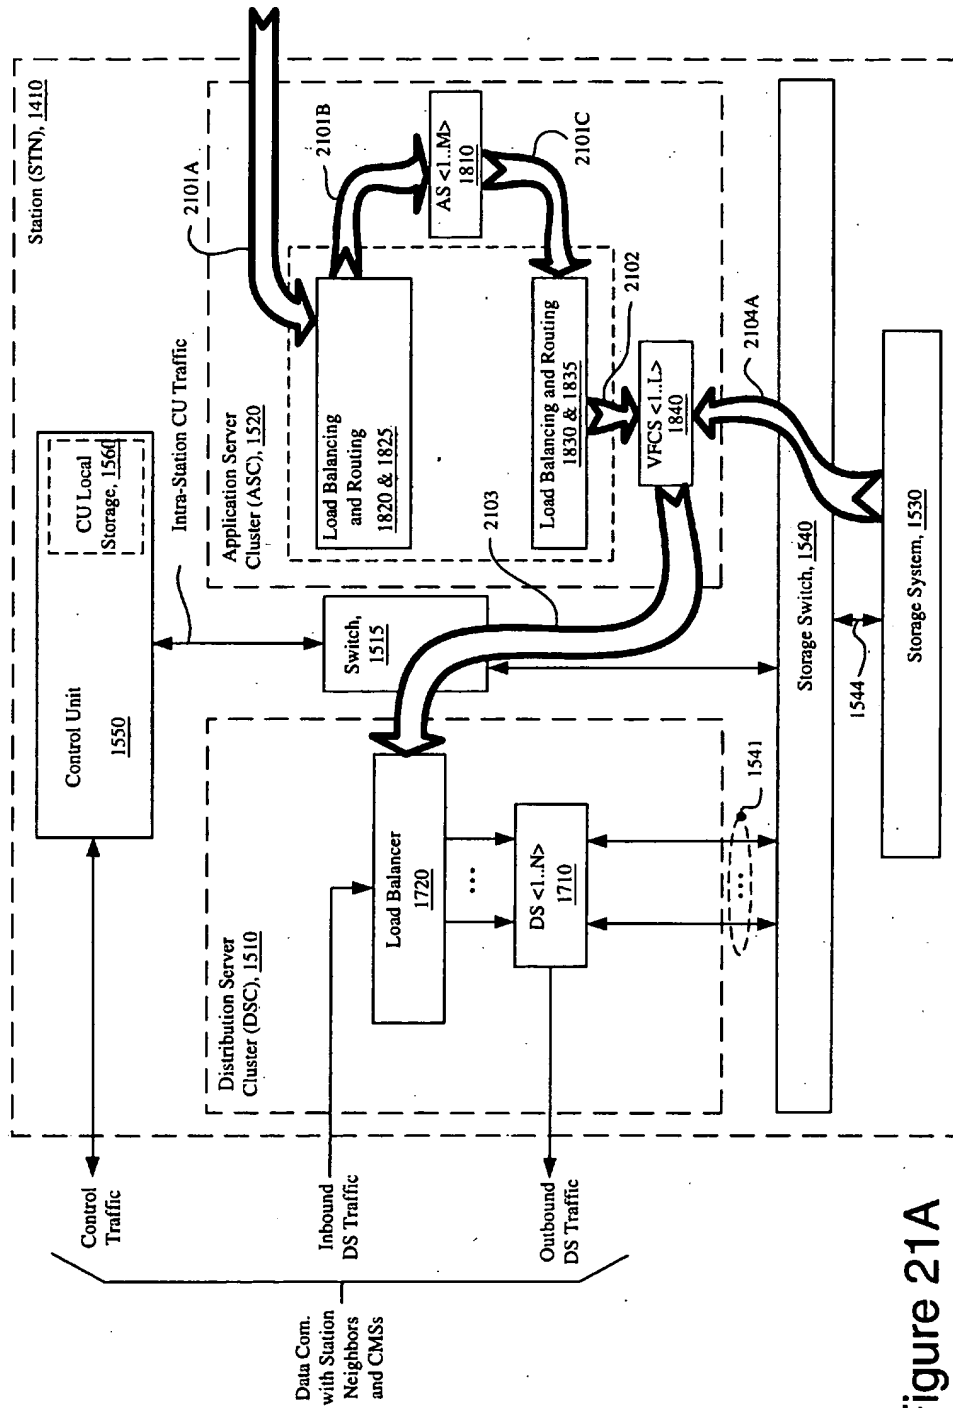 Station (STN), 1410
2101A
Control Unit
1550
CU Local
Storage, 1560
Intra-Station CU Traffic
Control
Traffic
Application Server
Cluster (ASC), 1520
Load Balancing
and Routing
1820 & 1825
2101B
AS <1..M>
1810
2101C
Load Balancing and Routing
1830 & 1835
2102
VFCS <1..L>
1840
2104A
2103
Switch,
1515
Distribution Server
Cluster (DSC), 1510
Load Balancer
1720
...
DS <1..N>
1710
Inbound
DS Traffic
Outbound
DS Traffic
Data Com.
with Station
Neighbors
and CMSs
...
1541
Storage Switch, 1540
1544
Storage System, 1530
igure 21A